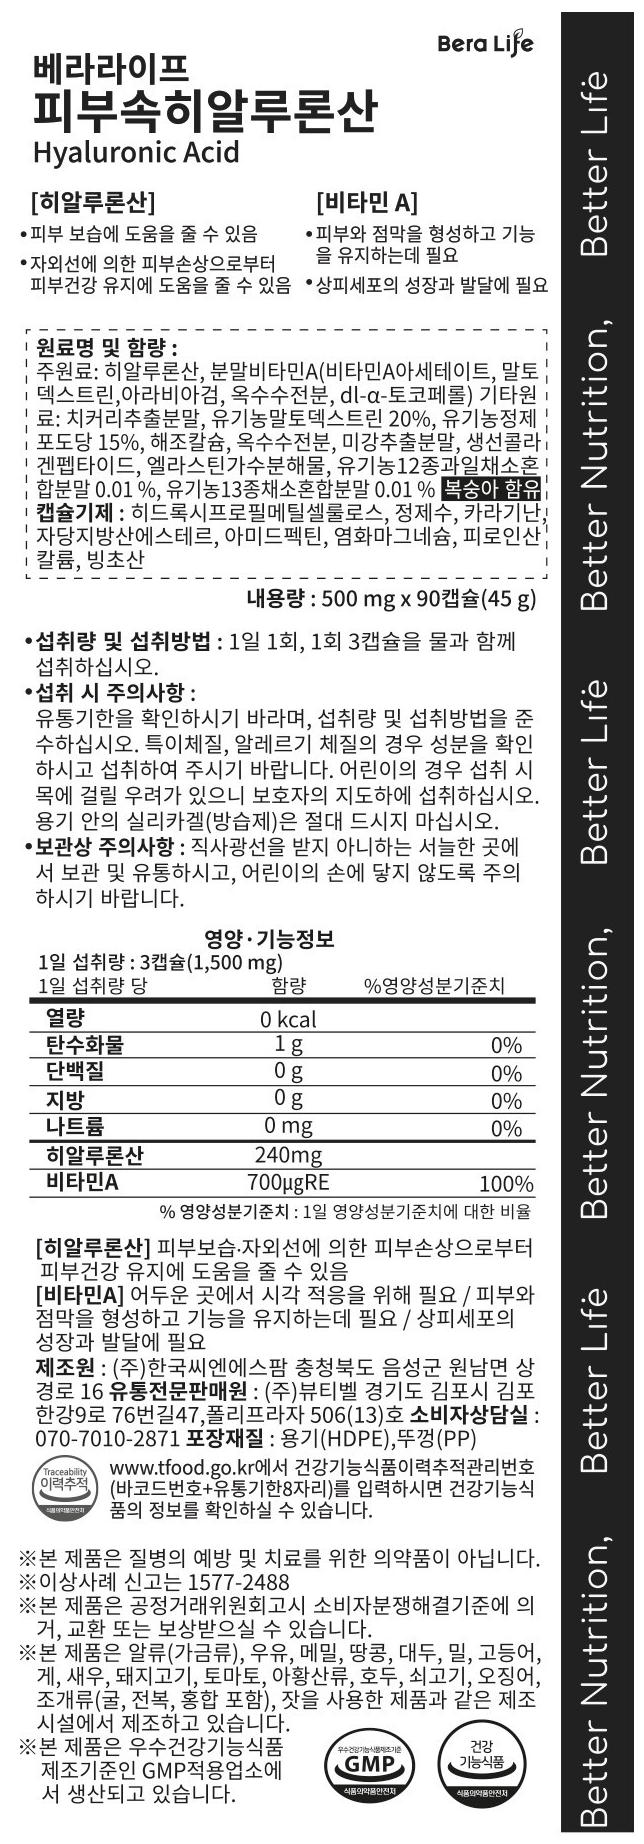 Bera Life
베라라이프
피부속히알루론산
Hyaluronic Acid
[히알루론산]
•피부 보습에 도움을 줄 수 있음
•자외선에 의한 피부손상으로부터
피부건강 유지에 도움을 줄 수 있음
[비타민 A]
•피부와 점막을 형성하고 기능
을 유지하는데 필요
•상피세포의 성장과 발달에 필요
원료명 및 함량 :
주원료: 히알루론산, 분말비타민A(비타민A아세테이트, 말토
덱스트린,아라비아검, 옥수수전분, dl-α-토코페롤) 기타원
료: 치커리추출분말, 유기농말토덱스트린 20%, 유기농정제
포도당 15%, 해조칼슘, 옥수수전분, 미강추출분말, 생선콜라
겐펩타이드, 엘라스틴가수분해물, 유기농12종과일채소혼
합분말 0.01 %, 유기농13종채소혼합분말 0.01 % 복숭아 함유
캡슐기제 : 히드록시프로필메틸셀룰로스, 정제수, 카라기난,
자당지방산에스테르, 아미드펙틴, 염화마그네슘, 피로인산
칼륨, 빙초산
내용량 : 500 mg x 90캡슐(45 g)
•섭취량 및 섭취방법 : 1일 1회, 1회 3캡슐을 물과 함께
섭취하십시오.
•섭취 시 주의사항 :
유통기한을 확인하시기 바라며, 섭취량 및 섭취방법을 준
수하십시오. 특이체질, 알레르기 체질의 경우 성분을 확인
하시고 섭취하여 주시기 바랍니다. 어린이의 경우 섭취 시
목에 걸릴 우려가 있으니 보호자의 지도하에 섭취하십시오.
용기 안의 실리카겔(방습제)은 절대 드시지 마십시오.
•보관상 주의사항 : 직사광선을 받지 아니하는 서늘한 곳에
서 보관 및 유통하시고, 어린이의 손에 닿지 않도록 주의
하시기 바랍니다.
영양·기능정보
1일 섭취량 : 3캡슐(1,500 mg)
1일 섭취량 당 함량 %영양성분기준치
열량 0 kcal
탄수화물 1 g 0%
단백질 0 g 0%
지방 0 g 0%
나트륨 0 mg 0%
히알루론산 240mg
비타민A 700µgRE 100%
% 영양성분기준치 : 1일 영양성분기준치에 대한 비율
[히알루론산] 피부보습·자외선에 의한 피부손상으로부터
피부건강 유지에 도움을 줄 수 있음
[비타민A] 어두운 곳에서 시각 적응을 위해 필요 / 피부와
점막을 형성하고 기능을 유지하는데 필요 / 상피세포의
성장과 발달에 필요
제조원 : (주)한국씨엔에스팜 충청북도 음성군 원남면 상
경로 16 유통전문판매원 : (주)뷰티벨 경기도 김포시 김포
한강9로 76번길47,폴리프라자 506(13)호 소비자상담실 :
070-7010-2871 포장재질 : 용기(HDPE),뚜껑(PP)
Traceability
이력추적
식품의약품안전처
www.tfood.go.kr에서 건강기능식품이력추적관리번호
(바코드번호+유통기한8자리)를 입력하시면 건강기능식
품의 정보를 확인하실 수 있습니다.
※본 제품은 질병의 예방 및 치료를 위한 의약품이 아닙니다.
※이상사례 신고는 1577-2488
※본 제품은 공정거래위원회고시 소비자분쟁해결기준에 의
거, 교환 또는 보상받으실 수 있습니다.
※본 제품은 알류(가금류), 우유, 메밀, 땅콩, 대두, 밀, 고등어,
게, 새우, 돼지고기, 토마토, 아황산류, 호두, 쇠고기, 오징어,
조개류(굴, 전복, 홍합 포함), 잣을 사용한 제품과 같은 제조
시설에서 제조하고 있습니다.
※본 제품은 우수건강기능식품
제조기준인 GMP적용업소에
서 생산되고 있습니다.
우수건강기능식품제조기준
GMP
식품의약품안전처
건강
기능식품
식품의약품안전처
Better Nutrition, Better Life
Better Nutrition, Better Life
Better Nutrition, Better Life